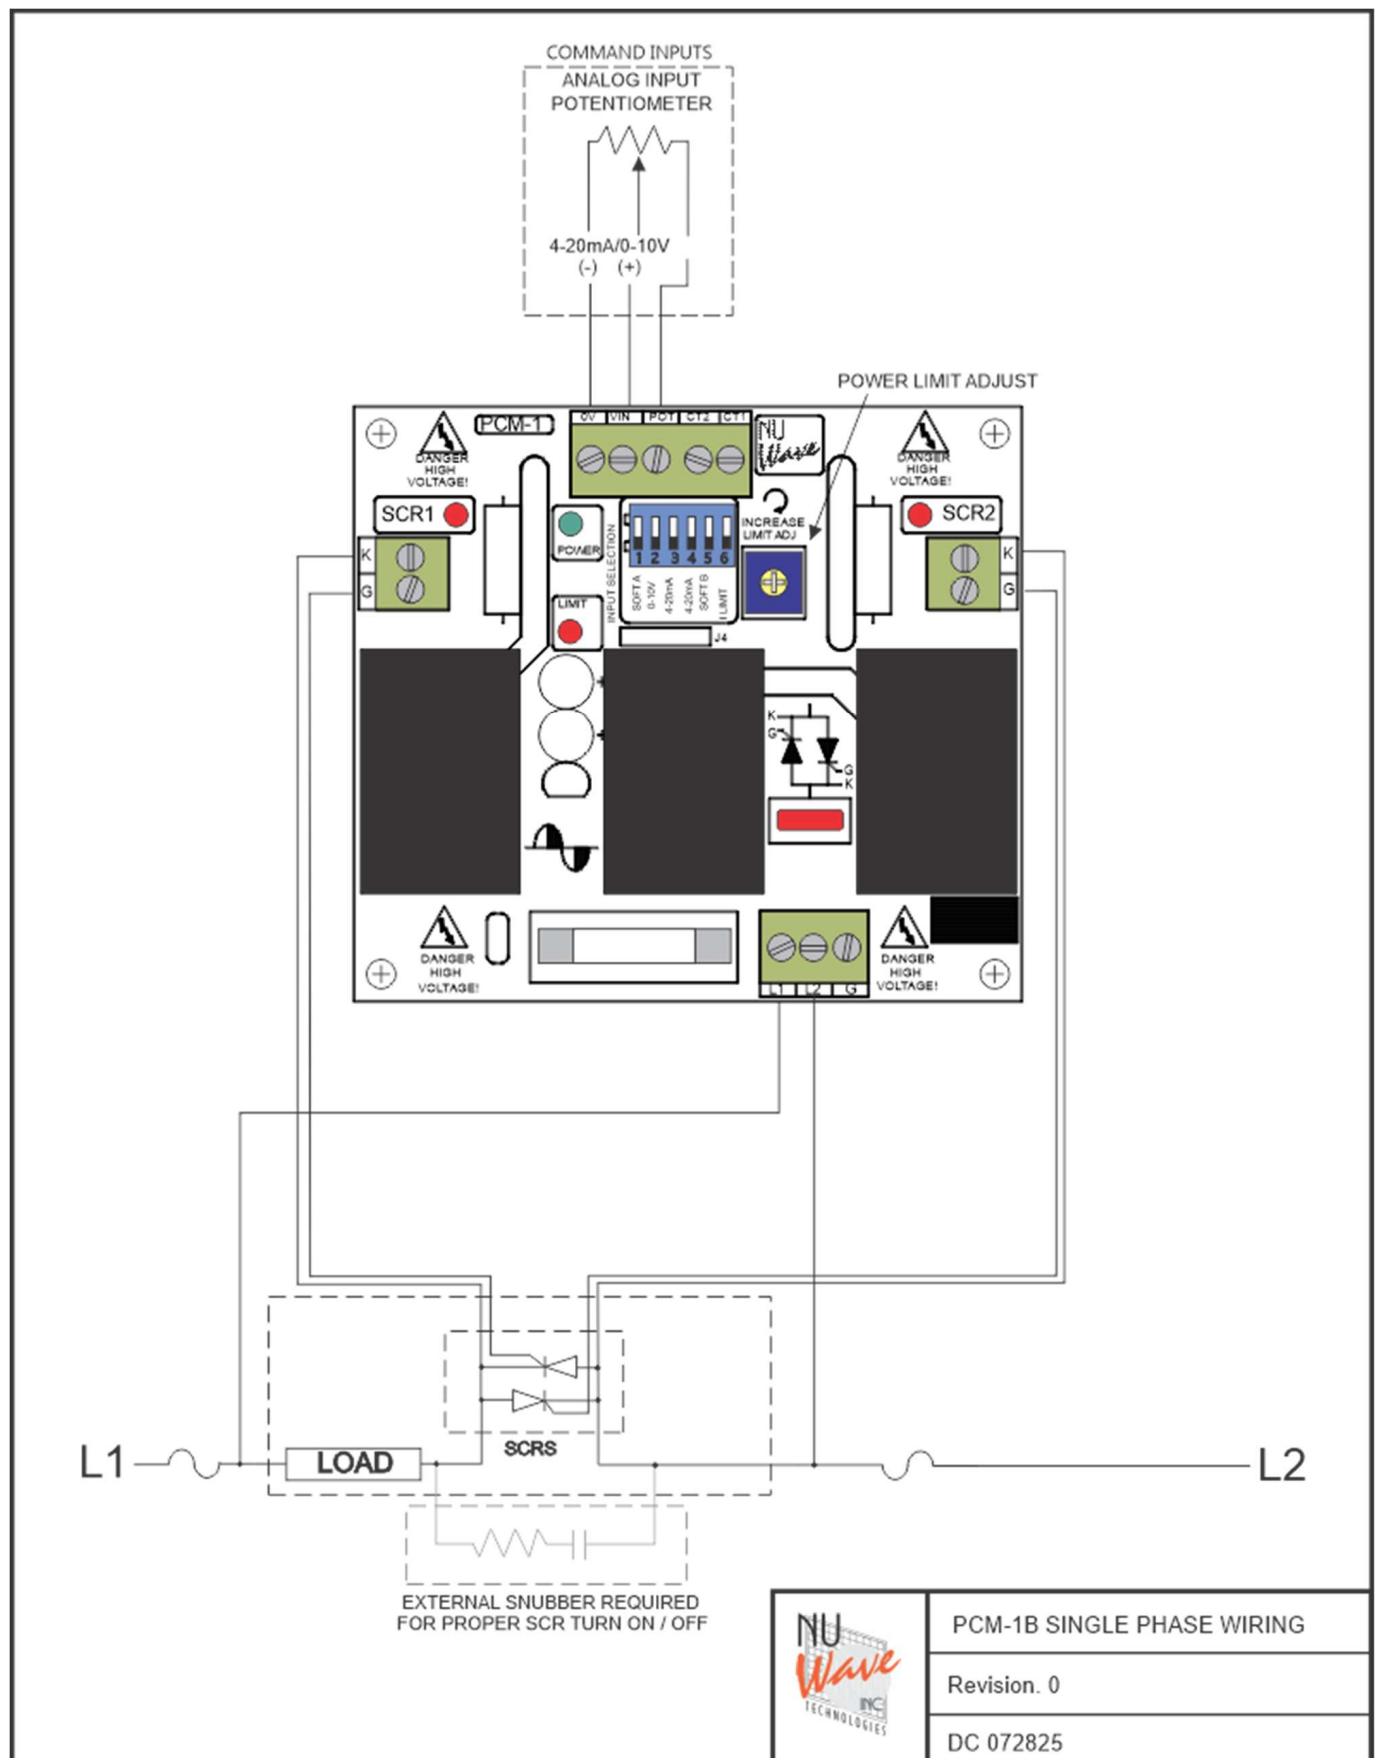 COMMAND INPUTS
ANALOG INPUT
POTENTIOMETER
4-20mA/0-10V
(-) (+)
POWER LIMIT ADJUST
PCM-1
0V VIN POT CT2 CT1
NU
Wave
DANGER
HIGH
VOLTAGE!
DANGER
HIGH
VOLTAGE!
SCR1
SCR2
POWER
INPUT SELECTION
1 2 3 4 5 6
SOFT A
0-10V
4-20mA
4-20mA
SOFT B
I LIMIT
INCREASE
LIMIT ADJ
K
G
K
G
LIMIT
J4
K
G
G
K
DANGER
HIGH
VOLTAGE!
DANGER
HIGH
VOLTAGE!
L1 L2 G
SCRS
L1
LOAD
L2
EXTERNAL SNUBBER REQUIRED
FOR PROPER SCR TURN ON / OFF
NU
Wave
INC
TECHNOLOGIES
PCM-1B SINGLE PHASE WIRING
Revision. 0
DC 072825